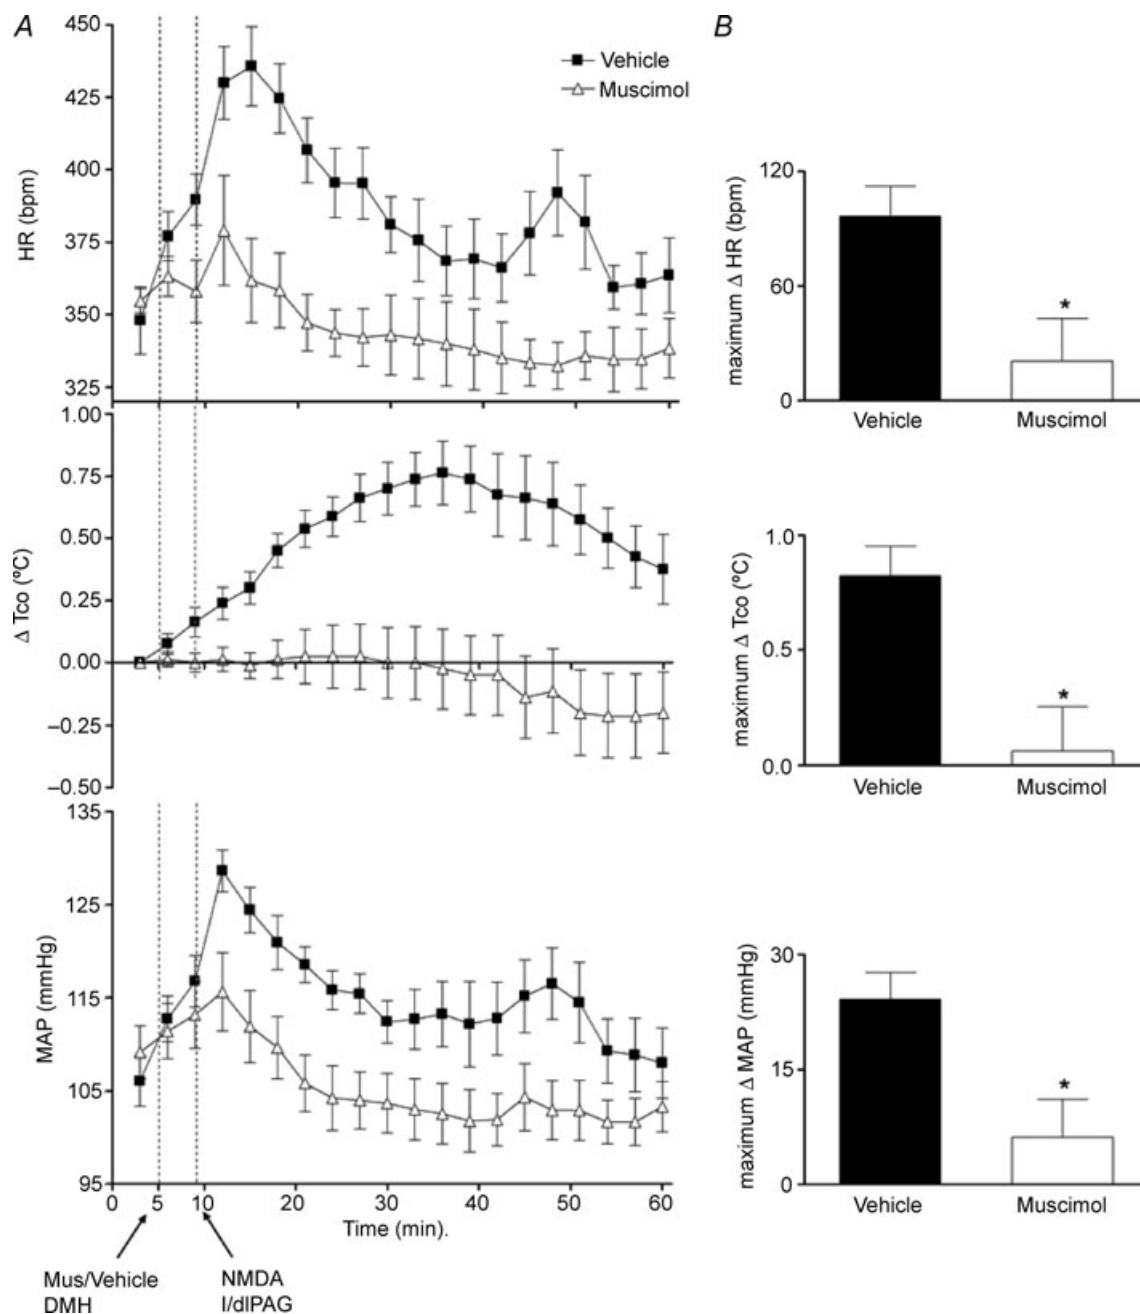 A
B
450
425
400
375
350
325
HR (bpm)
Vehicle
Muscimol
120
60
0
maximum Δ HR (bpm)
*
Vehicle
Muscimol
1.00
0.75
0.50
0.25
0.00
–0.25
–0.50
Δ Tco (ºC)
1.0
0.5
0.0
maximum Δ Tco (ºC)
*
Vehicle
Muscimol
135
125
115
105
95
MAP (mmHg)
0 5 10 20 30 40 50 60
Time (min).
Mus/Vehicle
DMH
NMDA
l/dlPAG
30
15
0
maximum Δ MAP (mmHg)
*
Vehicle
Muscimol